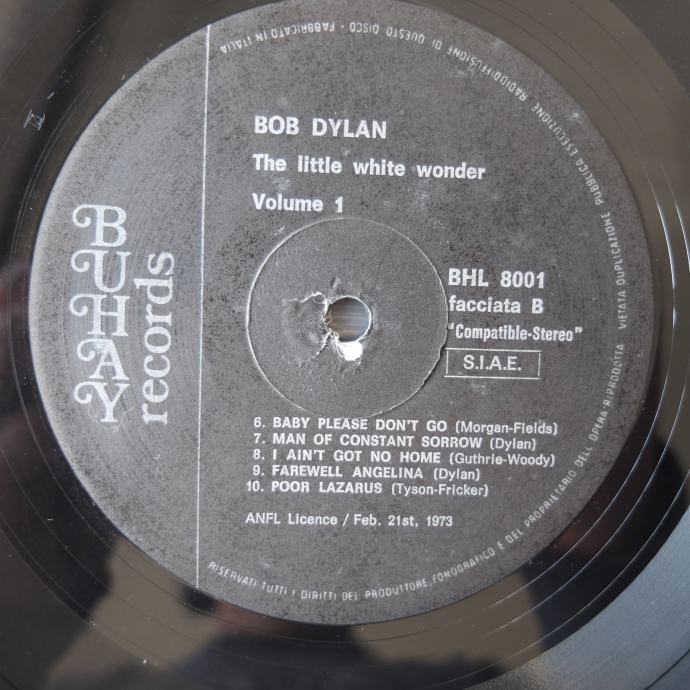 BOB DYLAN
The little white wonder
Volume 1
BUHAY
records
BHL 8001
facciata B
"Compatible-Stereo"
S.I.A.E.
6. BABY PLEASE DON'T GO (Morgan-Fields)
7. MAN OF CONSTANT SORROW (Dylan)
8. I AIN'T GOT NO HOME (Guthrie-Woody)
9. FAREWELL ANGELINA (Dylan)
10. POOR LAZARUS (Tyson-Fricker)
ANFL Licence / Feb. 21st, 1973
RISERVATI TUTTI I DIRITTI DEL PRODUTTORE FONOGRAFICO E DEL PROPRIETARIO DELL'OPERA RIPRODOTTA VIETATA DUPLICAZIONE PUBBLICA ESECUZIONE RADIODIFFUSIONE DI QUESTO DISCO - FABBRICATO IN ITALIA